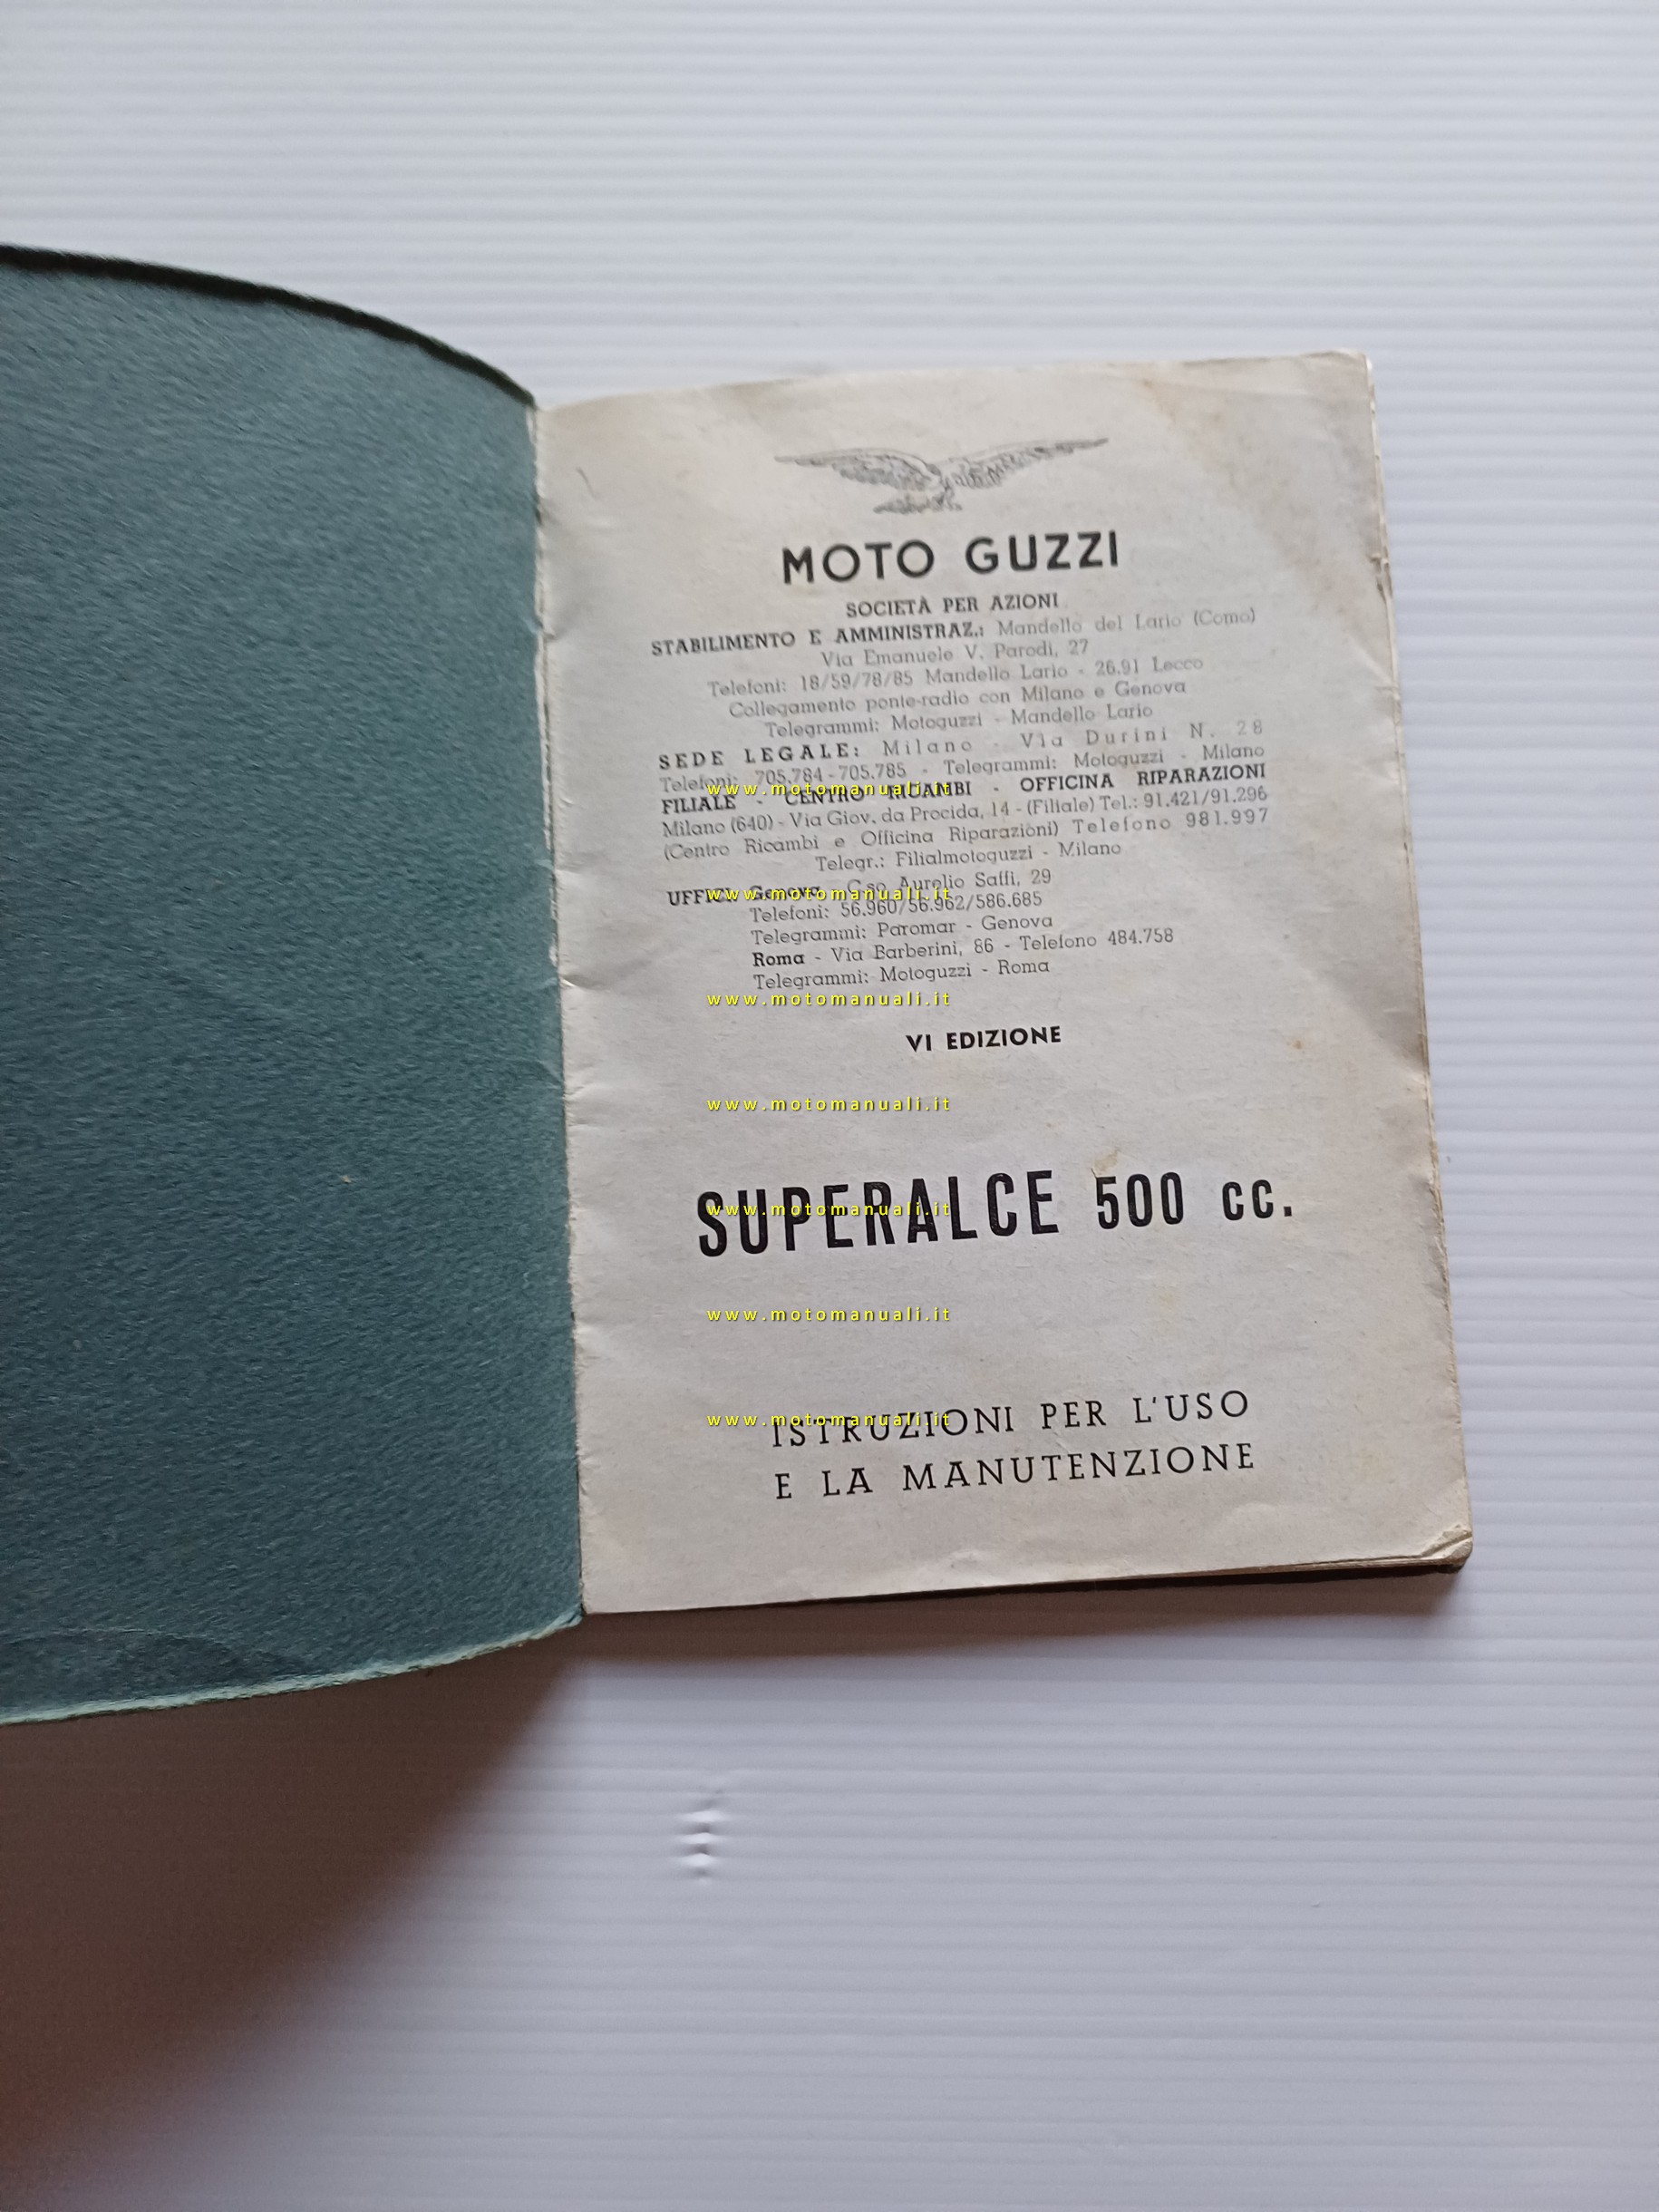 MOTO GUZZI
SOCIETÀ PER AZIONI
STABILIMENTO E AMMINISTRAZ.: Mandello del Lario (Como)
Via Emanuele V. Parodi, 27
Telefoni: 18/59/78/85 Mandello Lario - 26.91 Lecco
Collegamento ponte-radio con Milano e Genova
Telegrammi: Motoguzzi - Mandello Lario
SEDE LEGALE: Milano - Via Durini N. 28
Telefoni: 705.784 - 705.785 - Telegrammi: Motoguzzi - Milano
www.motomanuali.it
FILIALE - CENTRO RICAMBI - OFFICINA RIPARAZIONI
Milano (640) - Via Giov. da Procida, 14 - (Filiale) Tel.: 91.421/91.296
(Centro Ricambi e Officina Riparazioni) Telefono 981.997
Telegr.: Filialmotoguzzi - Milano
UFFICI: Genova - C.so Aurelio Saffi, 29
www.motomanuali.it
Telefoni: 56.960/56.962/586.685
Telegrammi: Paromar - Genova
Roma - Via Barberini, 86 - Telefono 484.758
Telegrammi: Motoguzzi - Roma
www.motomanuali.it
VI EDIZIONE
www.motomanuali.it
SUPERALCE 500 cc.
www.motomanuali.it
www.motomanuali.it
ISTRUZIONI PER L'USO
www.motomanuali.it
E LA MANUTENZIONE